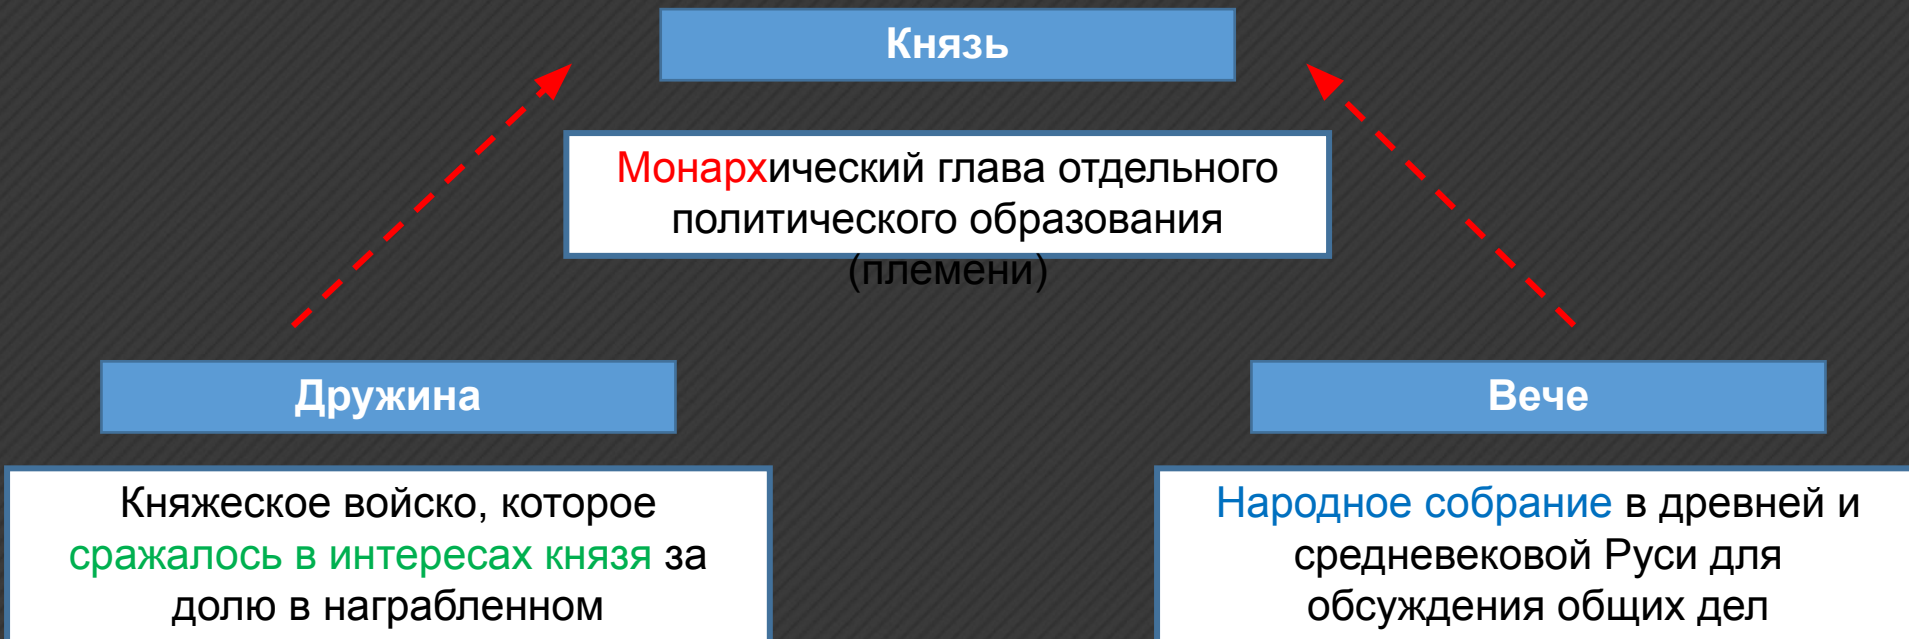 Князь
Монархический глава отдельного
политического образования
(племени)
Дружина
Княжеское войско, которое
сражалось в интересах князя за
долю в награбленном
Вече
Народное собрание в древней и
средневековой Руси для
обсуждения общих дел